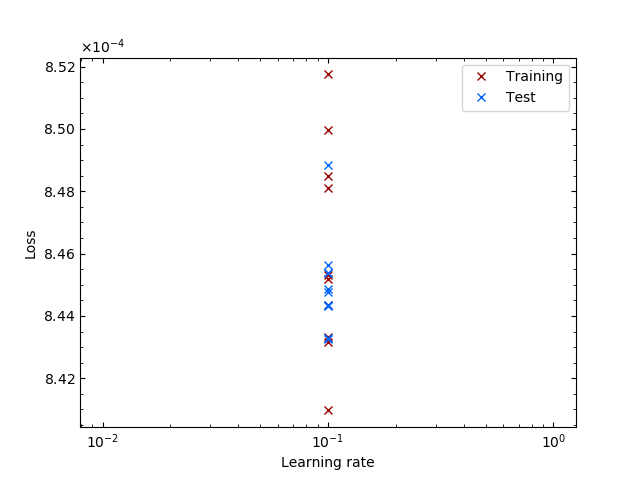 ×10⁻⁴
8.52
8.50
8.48
8.46
8.44
8.42
Loss
10⁻²
10⁻¹
10⁰
Learning rate
Training
Test